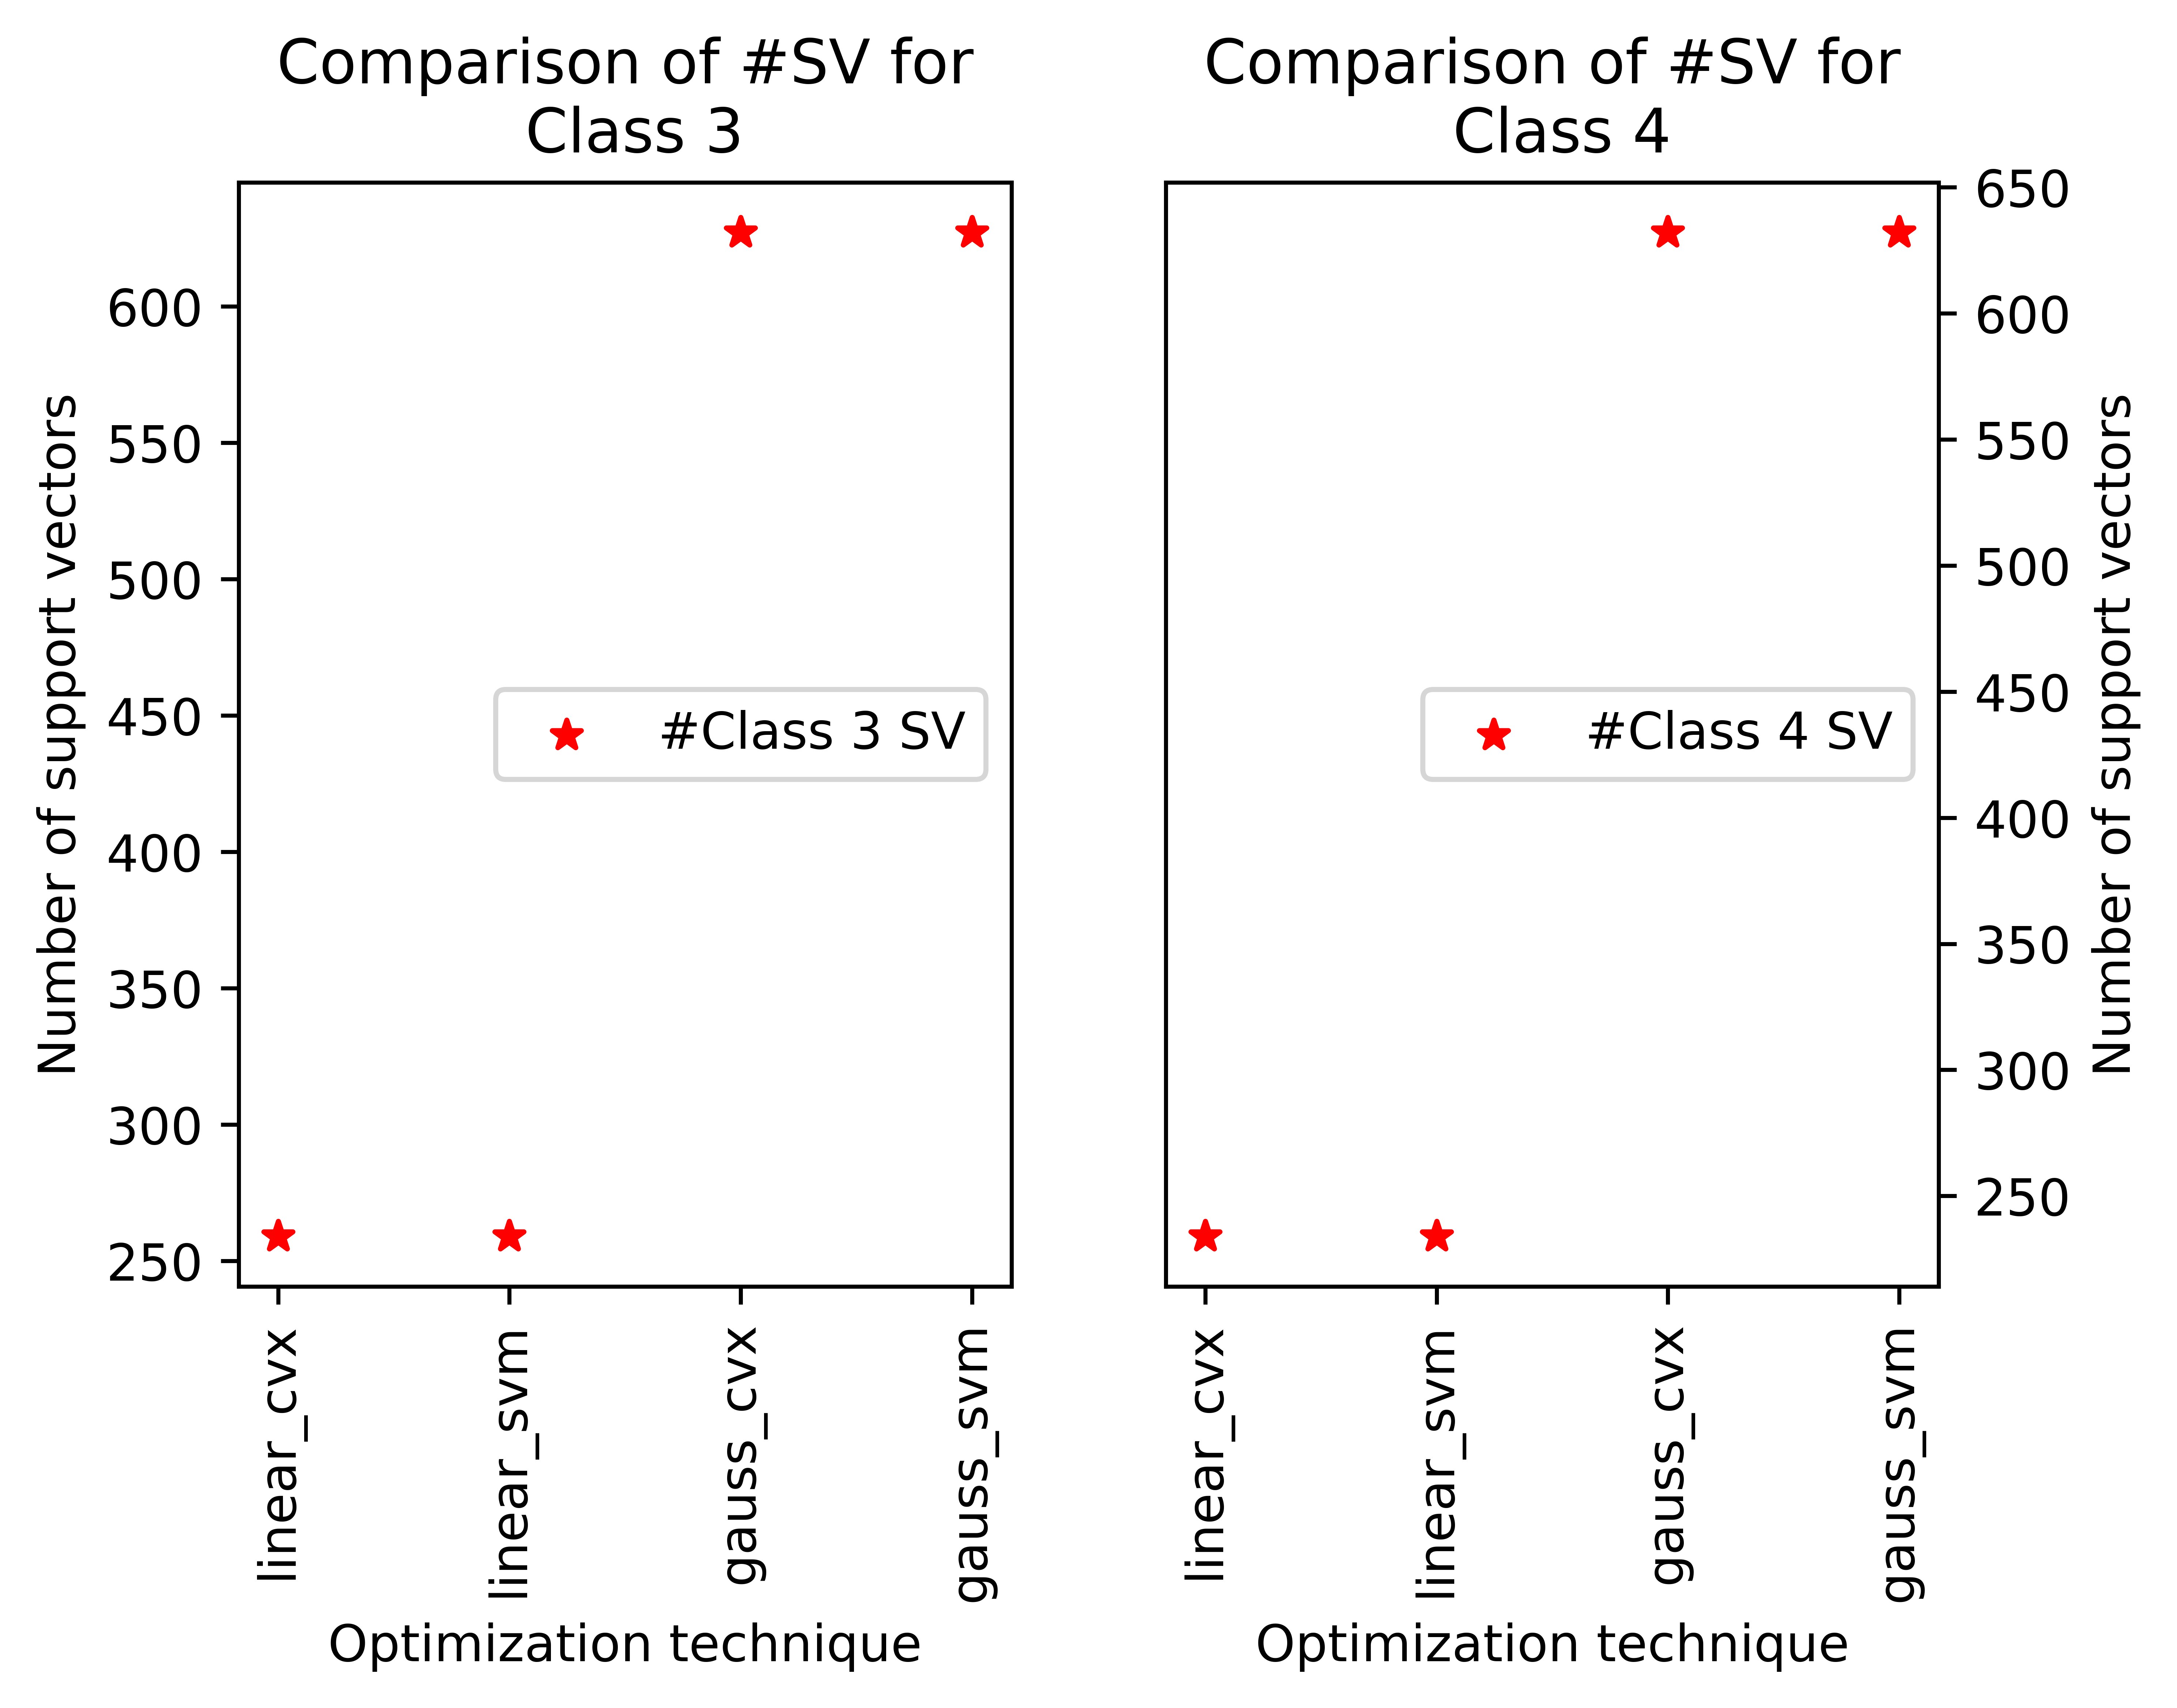 Comparison of #SV for
Class 3
Number of support vectors
600
550
500
450
400
350
300
250
#Class 3 SV
linear_cvx
linear_svm
gauss_cvx
gauss_svm
Optimization technique
Comparison of #SV for
Class 4
650
600
550
500
450
400
350
300
250
Number of support vectors
#Class 4 SV
linear_cvx
linear_svm
gauss_cvx
gauss_svm
Optimization technique